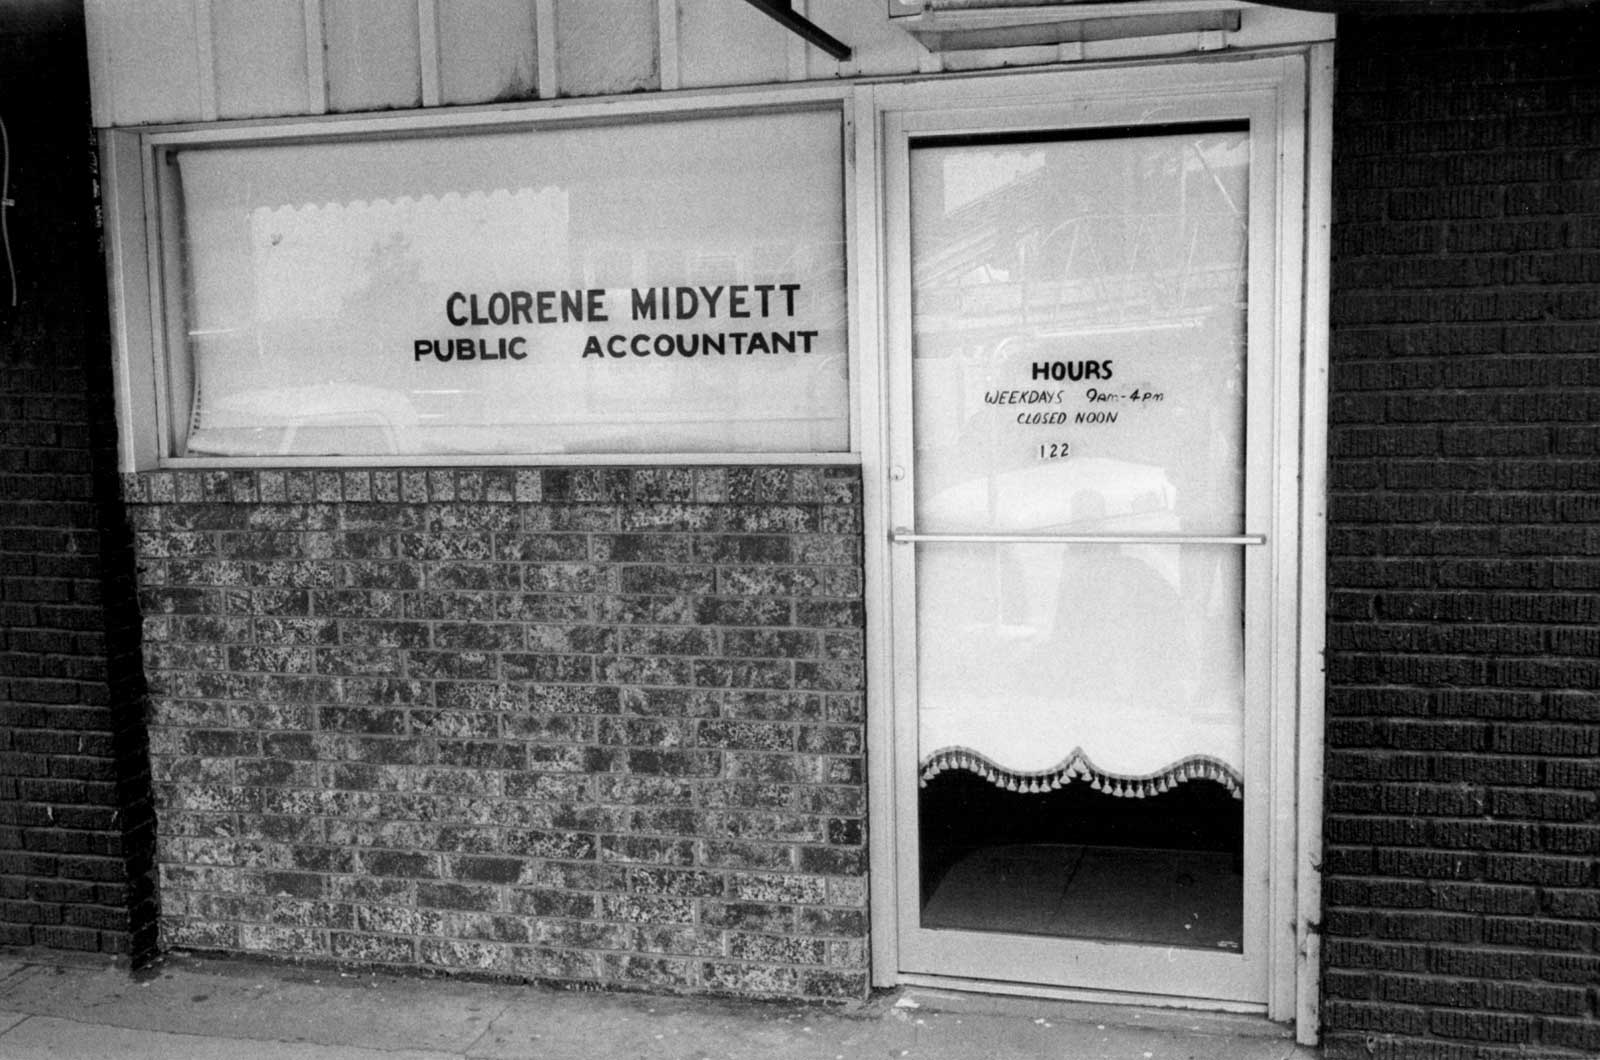 CLORENE MIDYETT
PUBLIC ACCOUNTANT
HOURS
WEEKDAYS 9am-4pm
CLOSED NOON
122